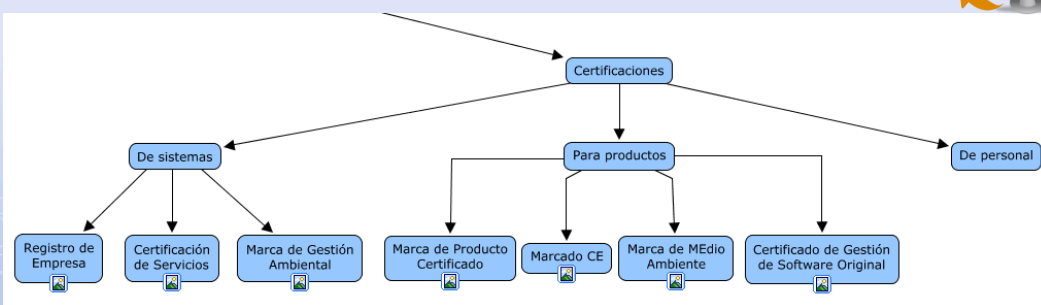 Certificaciones
De sistemas
Para productos
De personal
Registro de
Empresa
Certificación
de Servicios
Marca de Gestión
Ambiental
Marca de Producto
Certificado
Marcado CE
Marca de MEdio
Ambiente
Certificado de Gestión
de Software Original